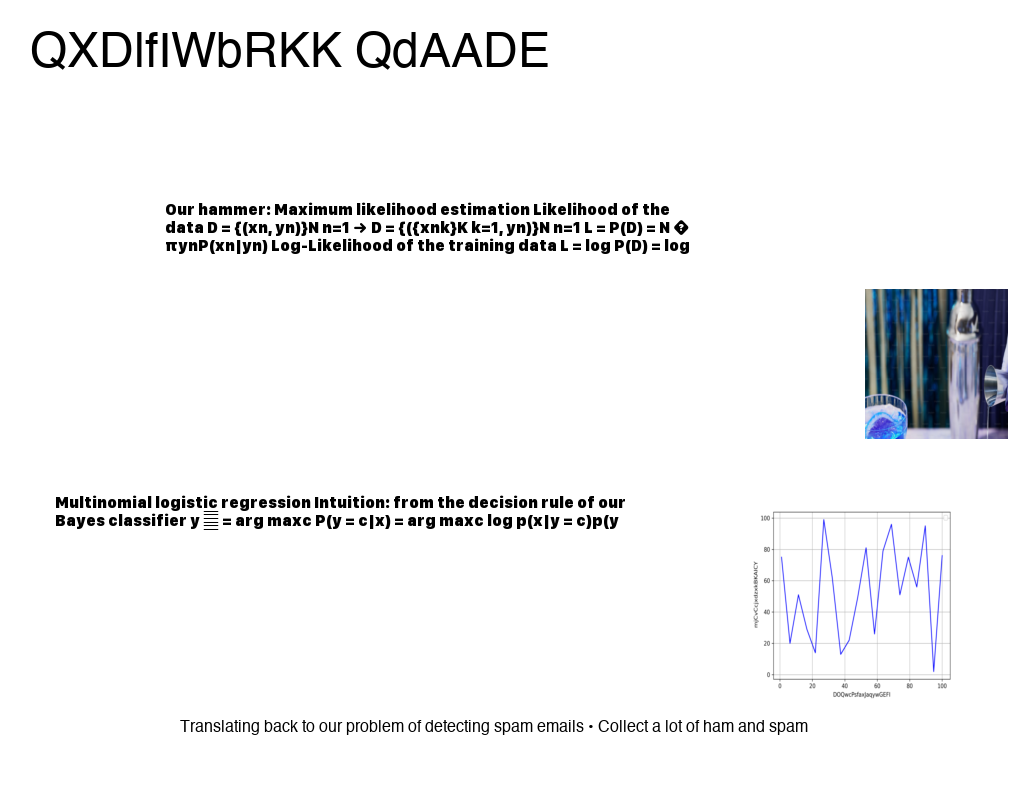 QXDlfIWbRKK QdAADE
Our hammer: Maximum likelihood estimation Likelihood of the
data D = {(xn, yn)}N n=1 → D = {({xnk}K k=1, yn)}N n=1 L = P(D) = N �
πynP(xn|yn) Log-Likelihood of the training data L = log P(D) = log
Multinomial logistic regression Intuition: from the decision rule of our
Bayes classifier y = arg maxc P(y = c|x) = arg maxc log p(x|y = c)p(y
100
80
60
40
20
0
0 20 40 60 80 100
Translating back to our problem of detecting spam emails • Collect a lot of ham and spam